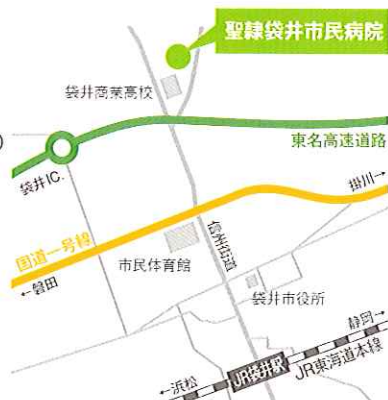 聖隷袋井市民病院
袋井商業高校
東名高速道路
袋井IC.
掛川→
国道一号線
信州街道
市民体育館
←磐田
袋井市役所
静岡→
JR袋井駅
JR東海道本線
←浜松